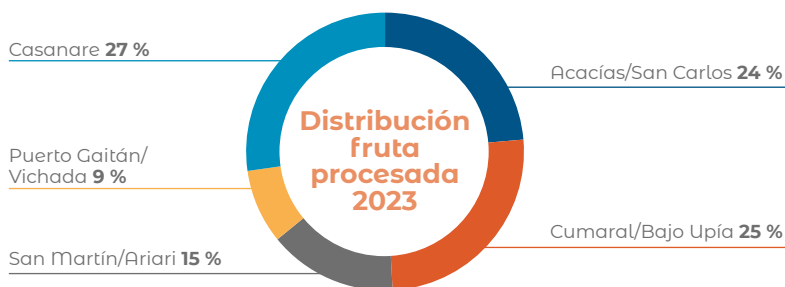 Casanare 27 %
Puerto Gaitán/
Vichada 9 %
San Martín/Ariari 15 %
Distribución
fruta
procesada
2023
Acacías/San Carlos 24 %
Cumaral/Bajo Upía 25 %